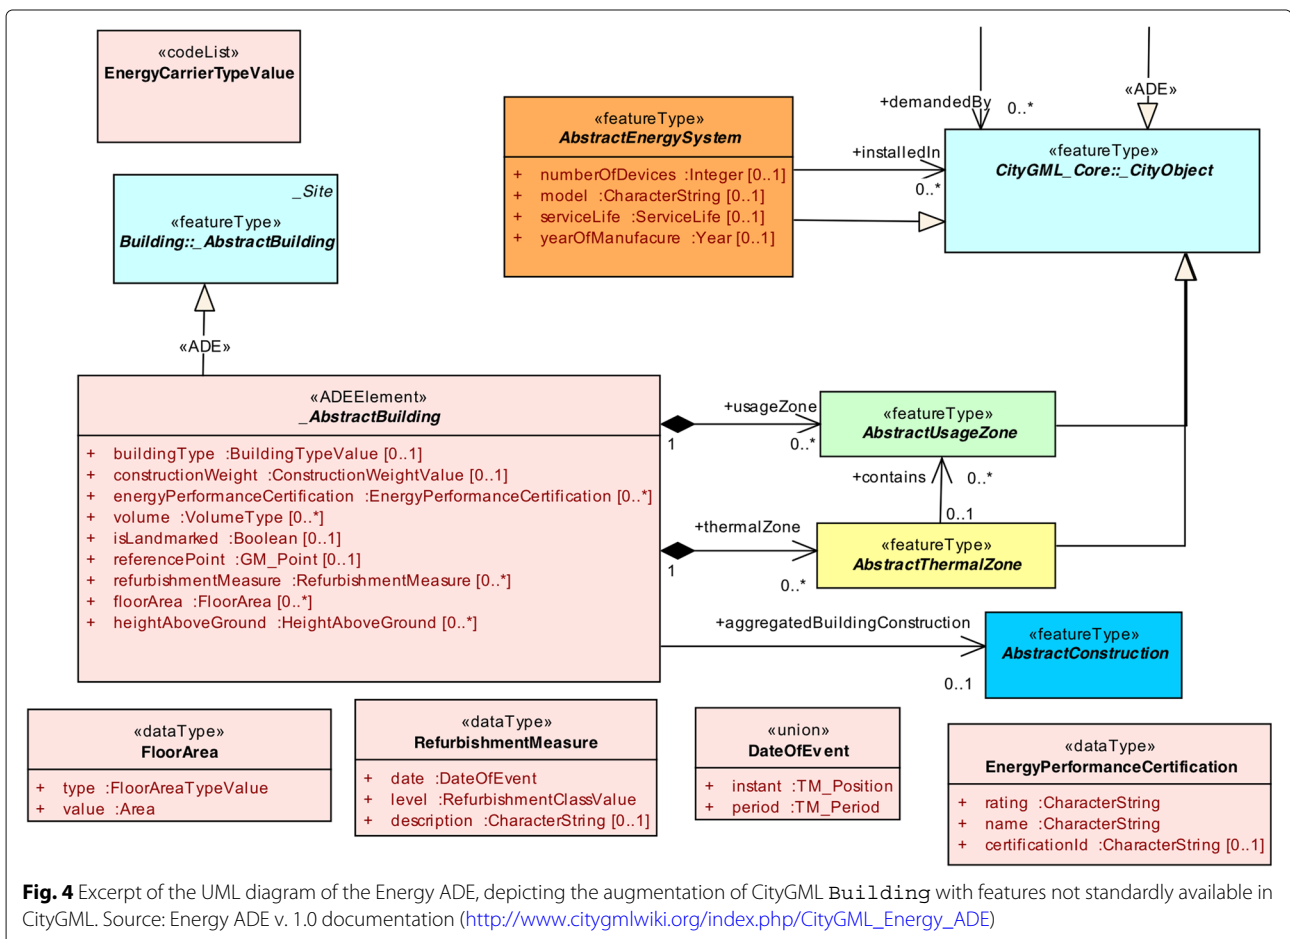 «codeList»
EnergyCarrierTypeValue
_Site
«featureType»
Building::_AbstractBuilding
«ADE»
«featureType»
AbstractEnergySystem
+ numberOfDevices :Integer [0..1]
+ model :CharacterString [0..1]
+ serviceLife :ServiceLife [0..1]
+ yearOfManufacure :Year [0..1]
+demandedBy
0..*
«ADE»
+installedIn
0..*
«featureType»
CityGML_Core::_CityObject
«ADEElement»
_AbstractBuilding
+ buildingType :BuildingTypeValue [0..1]
+ constructionWeight :ConstructionWeightValue [0..1]
+ energyPerformanceCertification :EnergyPerformanceCertification [0..*]
+ volume :VolumeType [0..*]
+ isLandmarked :Boolean [0..1]
+ referencePoint :GM_Point [0..1]
+ refurbishmentMeasure :RefurbishmentMeasure [0..*]
+ floorArea :FloorArea [0..*]
+ heightAboveGround :HeightAboveGround [0..*]
+usageZone
1
0..*
«featureType»
AbstractUsageZone
+contains
0..*
0..1
+thermalZone
1
0..*
«featureType»
AbstractThermalZone
+aggregatedBuildingConstruction
0..1
«featureType»
AbstractConstruction
«dataType»
FloorArea
+ type :FloorAreaTypeValue
+ value :Area
«dataType»
RefurbishmentMeasure
+ date :DateOfEvent
+ level :RefurbishmentClassValue
+ description :CharacterString [0..1]
«union»
DateOfEvent
+ instant :TM_Position
+ period :TM_Period
«dataType»
EnergyPerformanceCertification
+ rating :CharacterString
+ name :CharacterString
+ certificationId :CharacterString [0..1]
Fig. 4 Excerpt of the UML diagram of the Energy ADE, depicting the augmentation of CityGML Building with features not standardly available in
CityGML. Source: Energy ADE v. 1.0 documentation (http://www.citygmlwiki.org/index.php/CityGML_Energy_ADE)